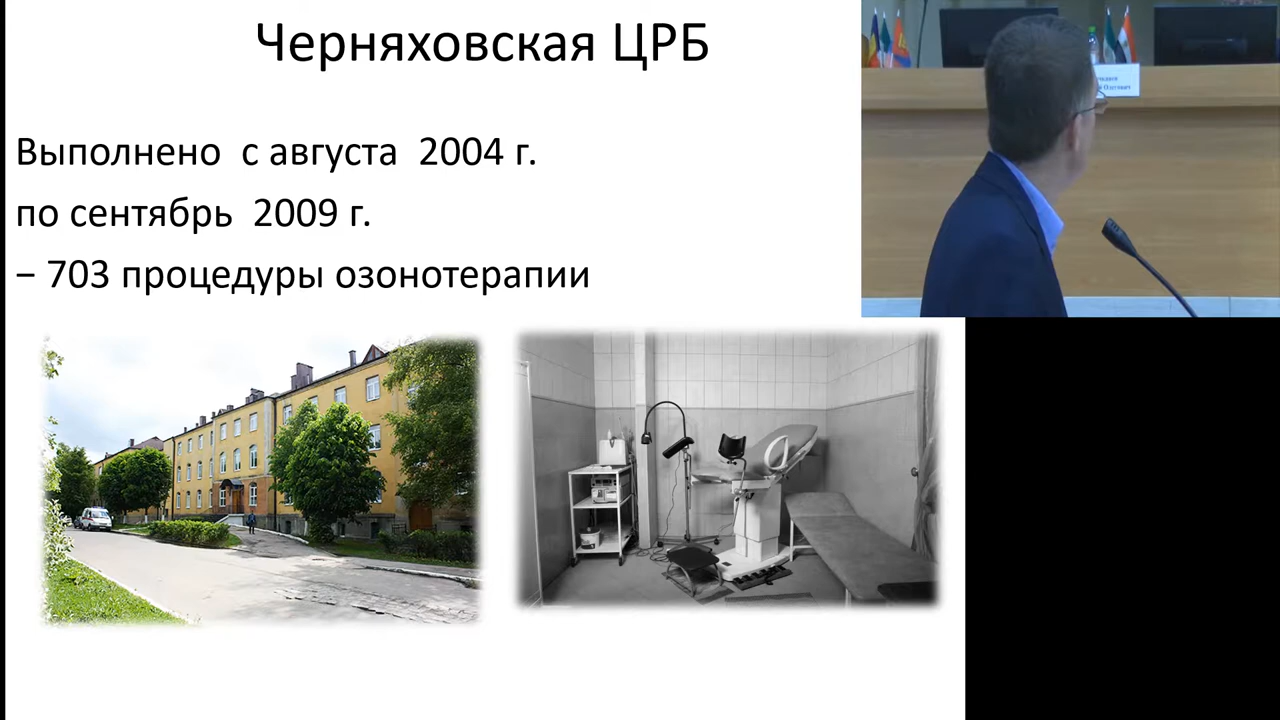 Черняховская ЦРБ
Выполнено с августа 2004 г.
по сентябрь 2009 г.
– 703 процедуры озонотерапии